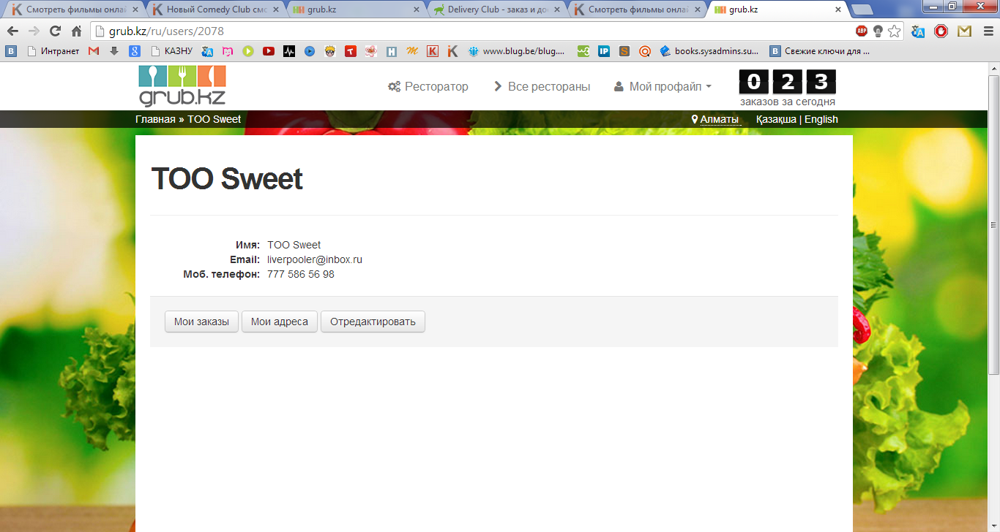 Смотреть фильмы онлай
Новый Comedy Club смо
grub.kz
Delivery Club - заказ и до
Смотреть фильмы онлай
grub.kz
grub.kz/ru/users/2078
ABP
Интранет
КАЗНУ
www.blug.be/blug....
books.sysadmins.su...
Свежие ключи для ...
grub.kz
Ресторатор
Все рестораны
Мой профайл
0 2 3
заказов за сегодня
Главная » ТОО Sweet
Алматы
Қазақша | English
ТОО Sweet
Имя: ТОО Sweet
Email: liverpooler@inbox.ru
Моб. телефон: 777 586 56 98
Мои заказы
Мои адреса
Отредактировать